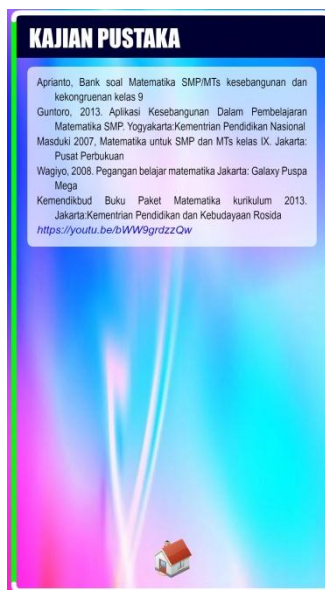 KAJIAN PUSTAKA
Aprianto, Bank soal Matematika SMP/MTs kesebangunan dan
kekongruenan kelas 9
Guntoro, 2013. Aplikasi Kesebangunan Dalam Pembelajaran
Matematika SMP. Yogyakarta:Kementrian Pendidikan Nasional
Masduki 2007, Matematika untuk SMP dan MTs kelas IX. Jakarta:
Pusat Perbukuan
Wagiyo, 2008. Pegangan belajar matematika Jakarta: Galaxy Puspa
Mega
Kemendikbud Buku Paket Matematika kurikulum 2013.
Jakarta:Kementrian Pendidikan dan Kebudayaan Rosida
https://youtu.be/bWW9grdzzQw